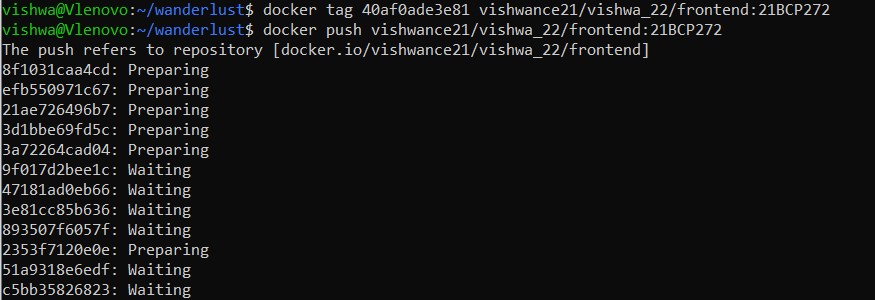 vishwa@Vlenovo:~/wanderlust$ docker tag 40af0ade3e81 vishwance21/vishwa_22/frontend:21BCP272
vishwa@Vlenovo:~/wanderlust$ docker push vishwance21/vishwa_22/frontend:21BCP272
The push refers to repository [docker.io/vishwance21/vishwa_22/frontend]
8f1031caa4cd: Preparing
efb550971c67: Preparing
21ae726496b7: Preparing
3d1bbe69fd5c: Preparing
3a72264cad04: Preparing
9f017d2bee1c: Waiting
47181ad0eb66: Waiting
3e81cc85b636: Waiting
893507f6057f: Waiting
2353f7120e0e: Preparing
51a9318e6edf: Waiting
c5bb35826823: Waiting